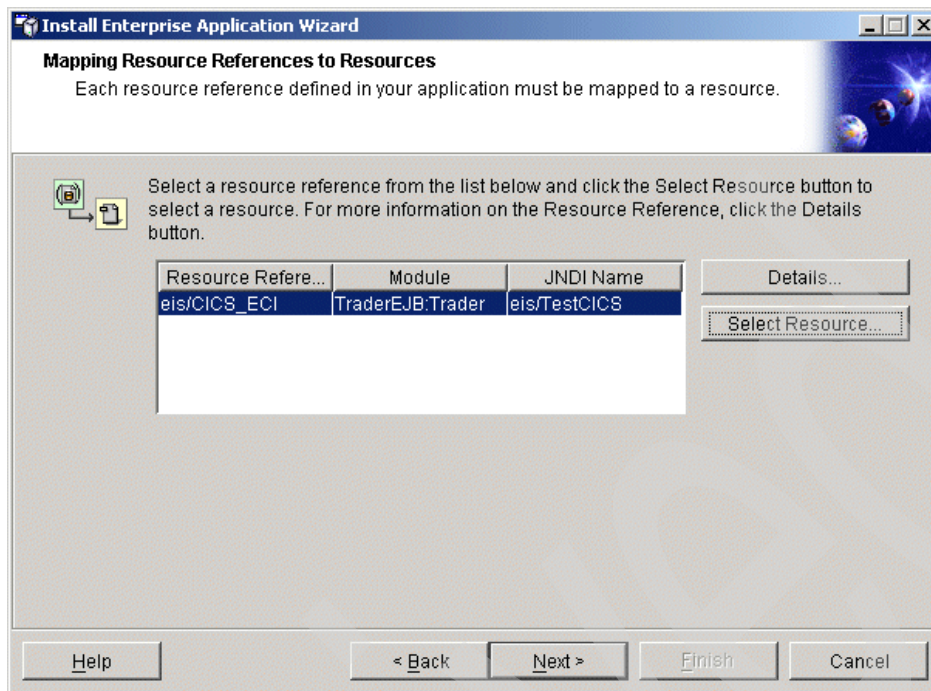 Install Enterprise Application Wizard
Mapping Resource References to Resources
Each resource reference defined in your application must be mapped to a resource.
Select a resource reference from the list below and click the Select Resource button to
select a resource. For more information on the Resource Reference, click the Details
button.
Resource Refere... Module JNDI Name
eis/CICS_ECI TraderEJB:Trader eis/TestCICS
Details...
Select Resource...
Help < Back Next > Finish Cancel